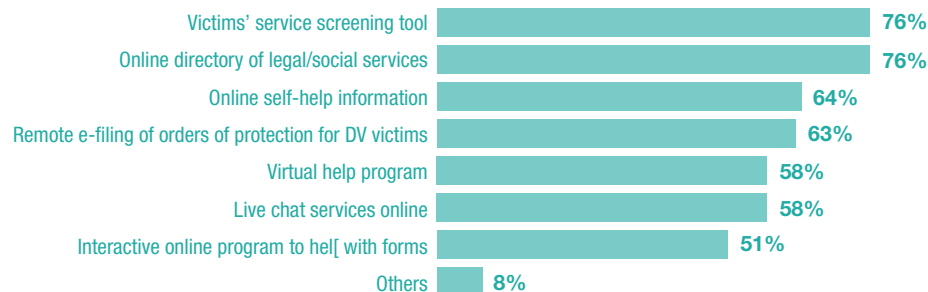 Victims’ service screening tool 76%
Online directory of legal/social services 76%
Online self-help information 64%
Remote e-filing of orders of protection for DV victims 63%
Virtual help program 58%
Live chat services online 58%
Interactive online program to hel[ with forms 51%
Others 8%